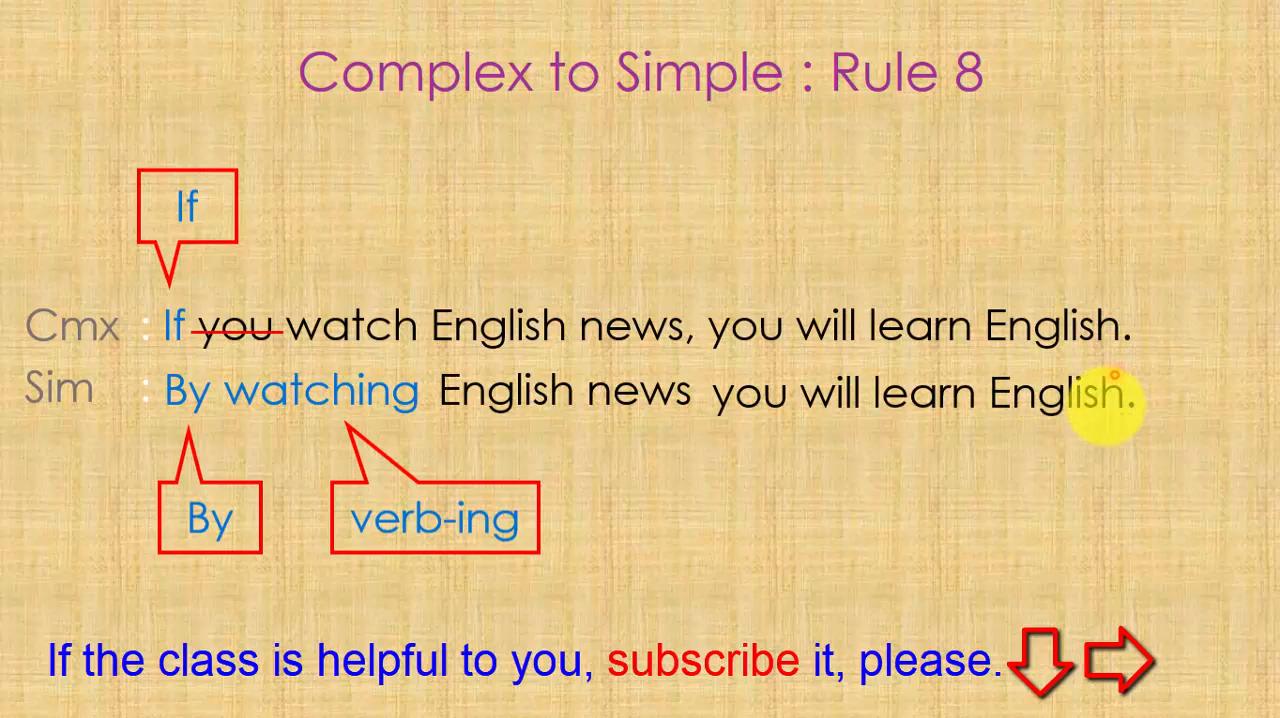 Complex to Simple : Rule 8
If
Cmx : If you watch English news, you will learn English.
Sim : By watching English news you will learn English.
By verb-ing
If the class is helpful to you, subscribe it, please.